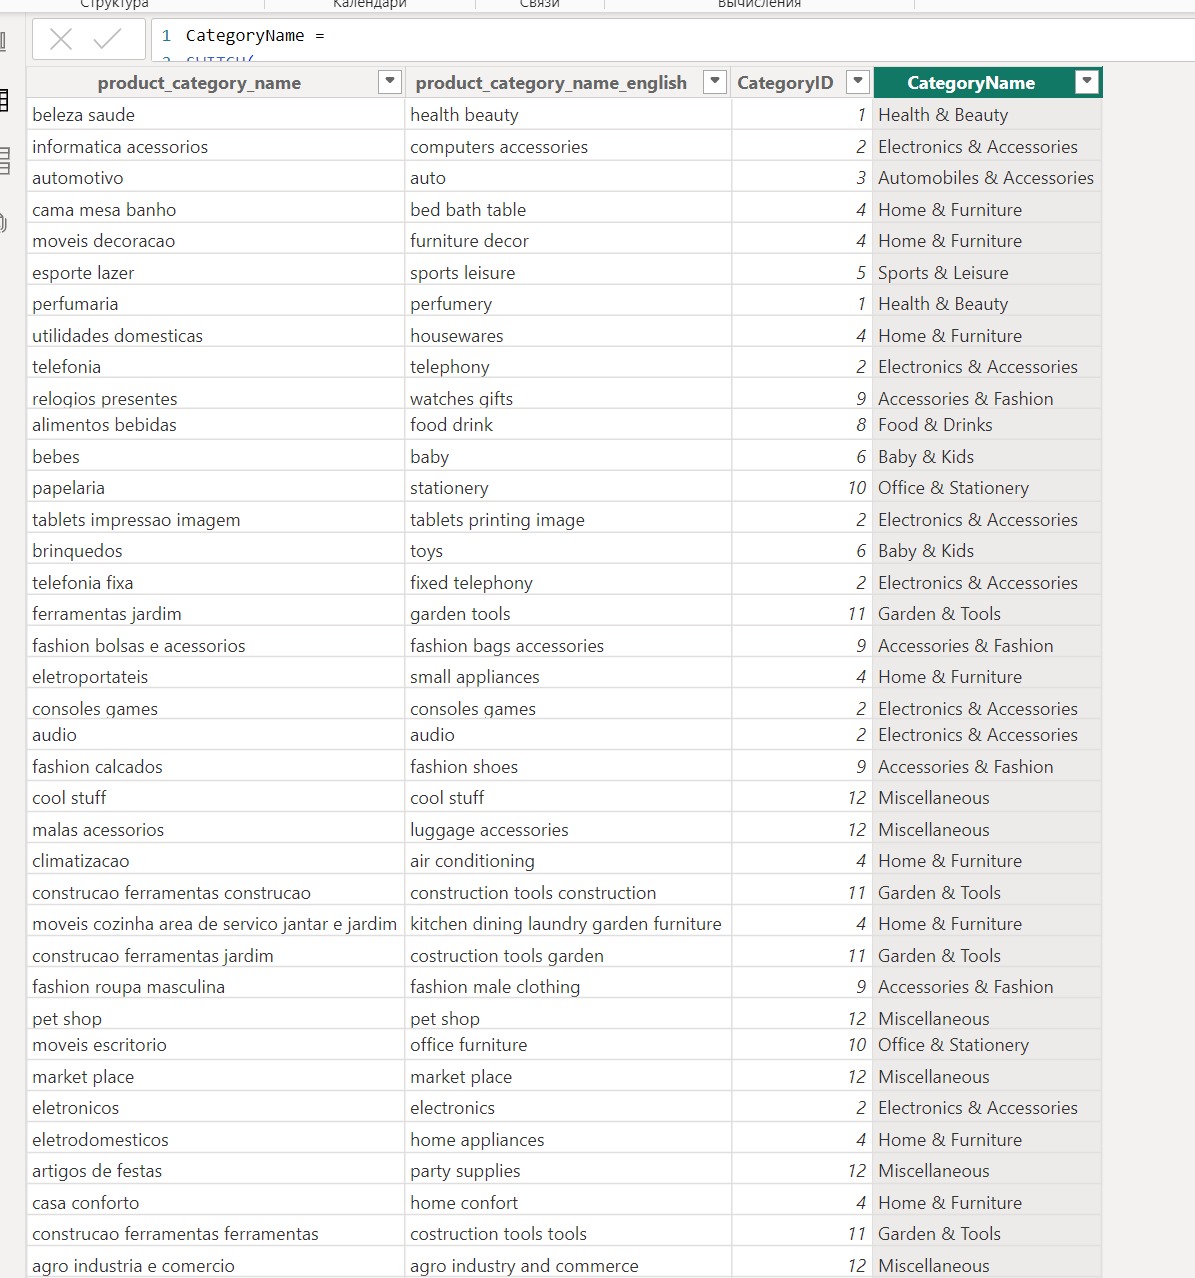 Структура Календари Связи Вычисления
1 CategoryName =
2 SWITCH(
product_category_name product_category_name_english CategoryID CategoryName
beleza saude health beauty 1 Health & Beauty
informatica acessorios computers accessories 2 Electronics & Accessories
automotivo auto 3 Automobiles & Accessories
cama mesa banho bed bath table 4 Home & Furniture
moveis decoracao furniture decor 4 Home & Furniture
esporte lazer sports leisure 5 Sports & Leisure
perfumaria perfumery 1 Health & Beauty
utilidades domesticas housewares 4 Home & Furniture
telefonia telephony 2 Electronics & Accessories
relogios presentes watches gifts 9 Accessories & Fashion
alimentos bebidas food drink 8 Food & Drinks
bebes baby 6 Baby & Kids
papelaria stationery 10 Office & Stationery
tablets impressao imagem tablets printing image 2 Electronics & Accessories
brinquedos toys 6 Baby & Kids
telefonia fixa fixed telephony 2 Electronics & Accessories
ferramentas jardim garden tools 11 Garden & Tools
fashion bolsas e acessorios fashion bags accessories 9 Accessories & Fashion
eletroportateis small appliances 4 Home & Furniture
consoles games consoles games 2 Electronics & Accessories
audio audio 2 Electronics & Accessories
fashion calcados fashion shoes 9 Accessories & Fashion
cool stuff cool stuff 12 Miscellaneous
malas acessorios luggage accessories 12 Miscellaneous
climatizacao air conditioning 4 Home & Furniture
construcao ferramentas construcao construction tools construction 11 Garden & Tools
moveis cozinha area de servico jantar e jardim kitchen dining laundry garden furniture 4 Home & Furniture
construcao ferramentas jardim costruction tools garden 11 Garden & Tools
fashion roupa masculina fashion male clothing 9 Accessories & Fashion
pet shop pet shop 12 Miscellaneous
moveis escritorio office furniture 10 Office & Stationery
market place market place 12 Miscellaneous
eletronicos electronics 2 Electronics & Accessories
eletrodomesticos home appliances 4 Home & Furniture
artigos de festas party supplies 12 Miscellaneous
casa conforto home confort 4 Home & Furniture
construcao ferramentas ferramentas costruction tools tools 11 Garden & Tools
agro industria e comercio agro industry and commerce 12 Miscellaneous